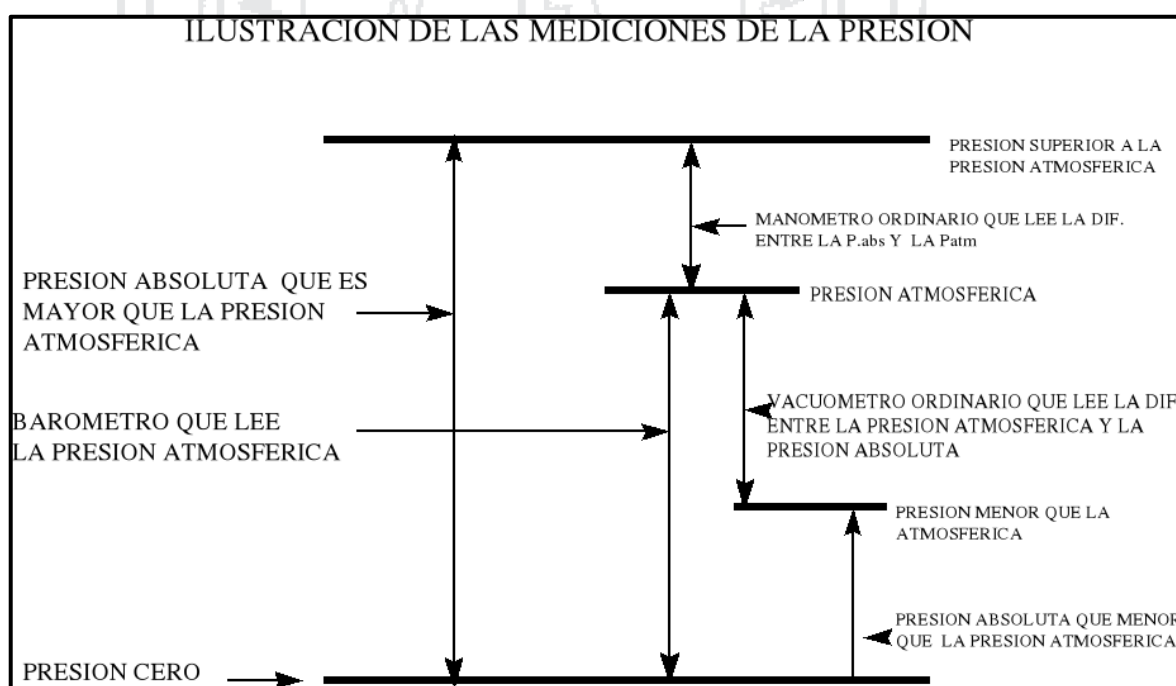 ILUSTRACION DE LAS MEDICIONES DE LA PRESION
PRESION SUPERIOR A LA
PRESION ATMOSFERICA
MANOMETRO ORDINARIO QUE LEE LA DIF.
ENTRE LA P.abs Y LA Patm
PRESION ABSOLUTA QUE ES
MAYOR QUE LA PRESION
ATMOSFERICA
PRESION ATMOSFERICA
BAROMETRO QUE LEE
LA PRESION ATMOSFERICA
VACUOMETRO ORDINARIO QUE LEE LA DIF
ENTRE LA PRESION ATMOSFERICA Y LA
PRESION ABSOLUTA
PRESION MENOR QUE LA
ATMOSFERICA
PRESION ABSOLUTA QUE MENOR
QUE LA PRESION ATMOSFERICA
PRESION CERO